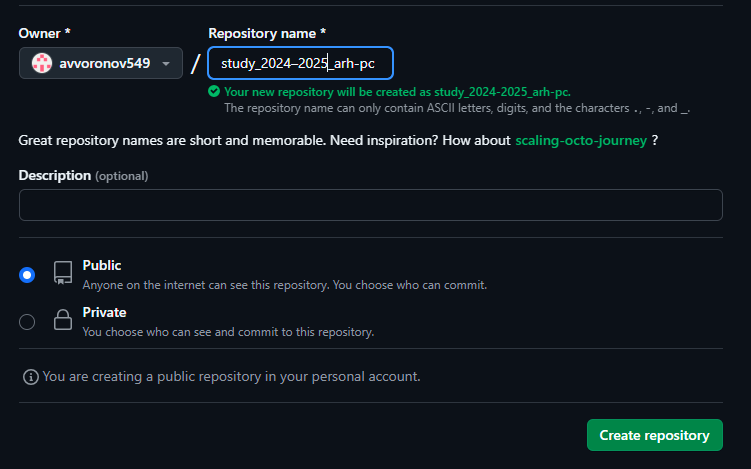 Owner * Repository name *
avvoronov549 / study_2024–2025_arh-pc
Your new repository will be created as study_2024-2025_arh-pc.
The repository name can only contain ASCII letters, digits, and the characters ., -, and _.
Great repository names are short and memorable. Need inspiration? How about scaling-octo-journey ?
Description (optional)
Public
Anyone on the internet can see this repository. You choose who can commit.
Private
You choose who can see and commit to this repository.
You are creating a public repository in your personal account.
Create repository